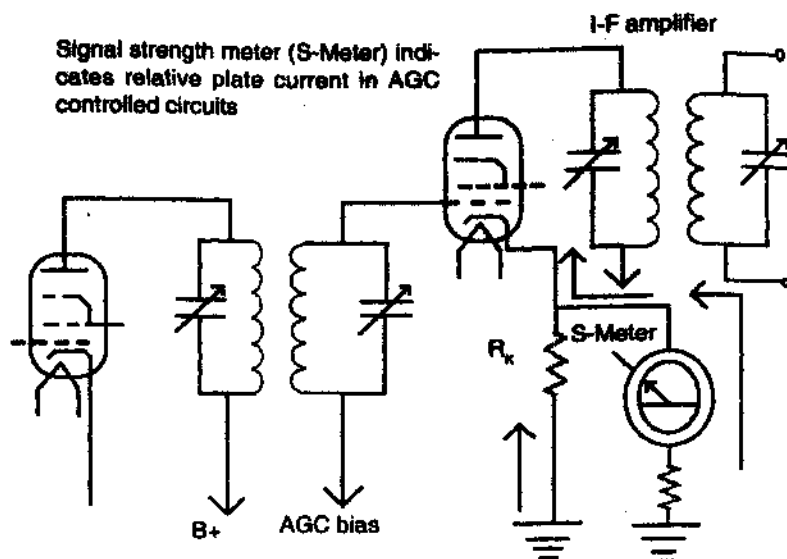 I-F amplifier
Signal strength meter (S-Meter) indi-
cates relative plate current in AGC
controlled circuits
S-Meter
RK
B+
AGC bias